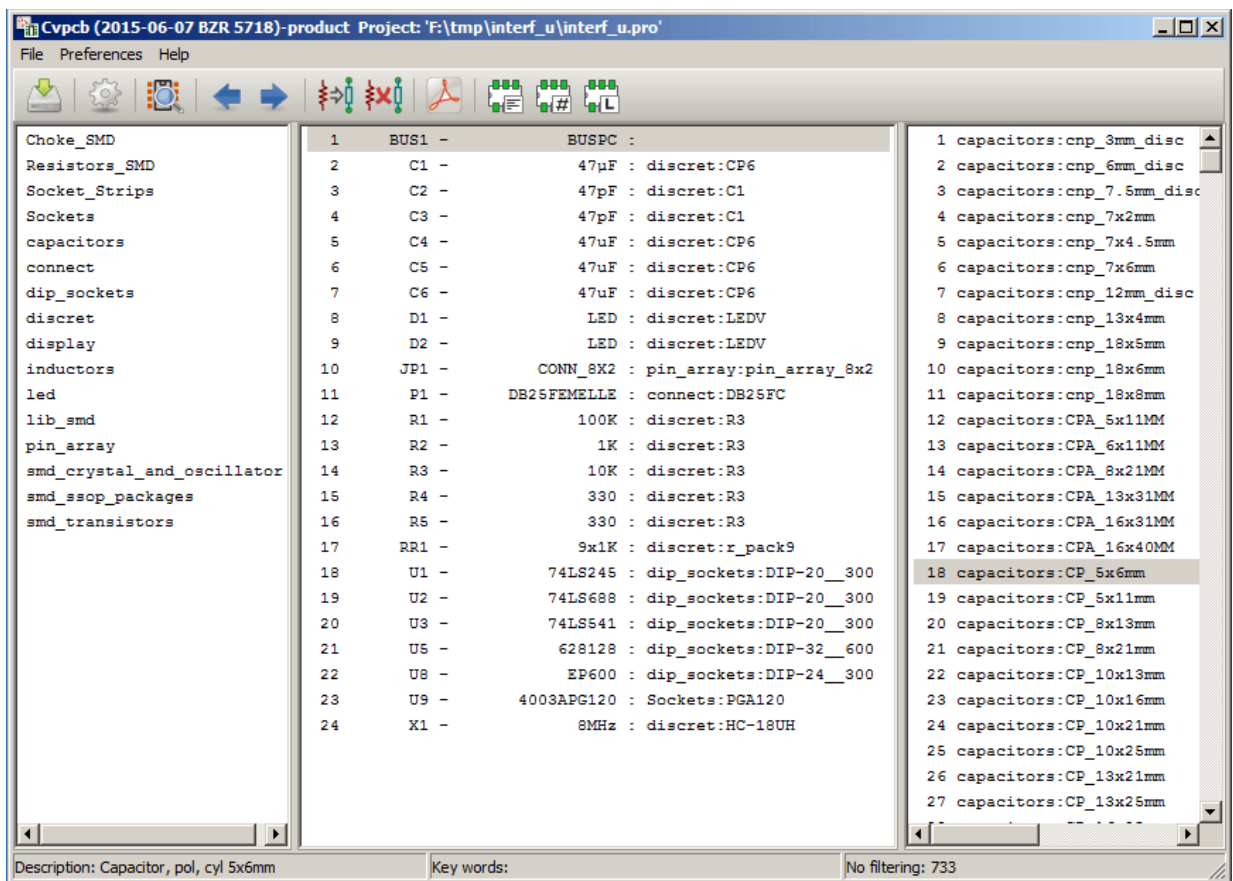 Cvpcb (2015-06-07 BZR 5718)-product Project: 'F:\tmp\interf_u\interf_u.pro'
File Preferences Help
Choke_SMD
Resistors_SMD
Socket_Strips
Sockets
capacitors
connect
dip_sockets
discret
display
inductors
led
lib_smd
pin_array
smd_crystal_and_oscillator
smd_ssop_packages
smd_transistors
1 BUS1 - BUSPC :
2 C1 - 47µF : discret:CP6
3 C2 - 47pF : discret:C1
4 C3 - 47pF : discret:C1
5 C4 - 47uF : discret:CP6
6 C5 - 47uF : discret:CP6
7 C6 - 47uF : discret:CP6
8 D1 - LED : discret:LEDV
9 D2 - LED : discret:LEDV
10 JP1 - CONN_8X2 : pin_array:pin_array_8x2
11 P1 - DB25FEMELLE : connect:DB25FC
12 R1 - 100K : discret:R3
13 R2 - 1K : discret:R3
14 R3 - 10K : discret:R3
15 R4 - 330 : discret:R3
16 R5 - 330 : discret:R3
17 RR1 - 9x1K : discret:r_pack9
18 U1 - 74LS245 : dip_sockets:DIP-20__300
19 U2 - 74LS688 : dip_sockets:DIP-20__300
20 U3 - 74LS541 : dip_sockets:DIP-20__300
21 U5 - 628128 : dip_sockets:DIP-32__600
22 U8 - EP600 : dip_sockets:DIP-24__300
23 U9 - 4003APG120 : Sockets:PGA120
24 X1 - 8MHz : discret:HC-18UH
1 capacitors:cnp_3mm_disc
2 capacitors:cnp_6mm_disc
3 capacitors:cnp_7.5mm_disc
4 capacitors:cnp_7x2mm
5 capacitors:cnp_7x4.5mm
6 capacitors:cnp_7x6mm
7 capacitors:cnp_12mm_disc
8 capacitors:cnp_13x4mm
9 capacitors:cnp_18x5mm
10 capacitors:cnp_18x6mm
11 capacitors:cnp_18x8mm
12 capacitors:CPA_5x11MM
13 capacitors:CPA_6x11MM
14 capacitors:CPA_8x21MM
15 capacitors:CPA_13x31MM
16 capacitors:CPA_16x31MM
17 capacitors:CPA_16x40MM
18 capacitors:CP_5x6mm
19 capacitors:CP_5x11mm
20 capacitors:CP_8x13mm
21 capacitors:CP_8x21mm
22 capacitors:CP_10x13mm
23 capacitors:CP_10x16mm
24 capacitors:CP_10x21mm
25 capacitors:CP_10x25mm
26 capacitors:CP_13x21mm
27 capacitors:CP_13x25mm
Description: Capacitor, pol, cyl 5x6mm
Key words:
No filtering: 733